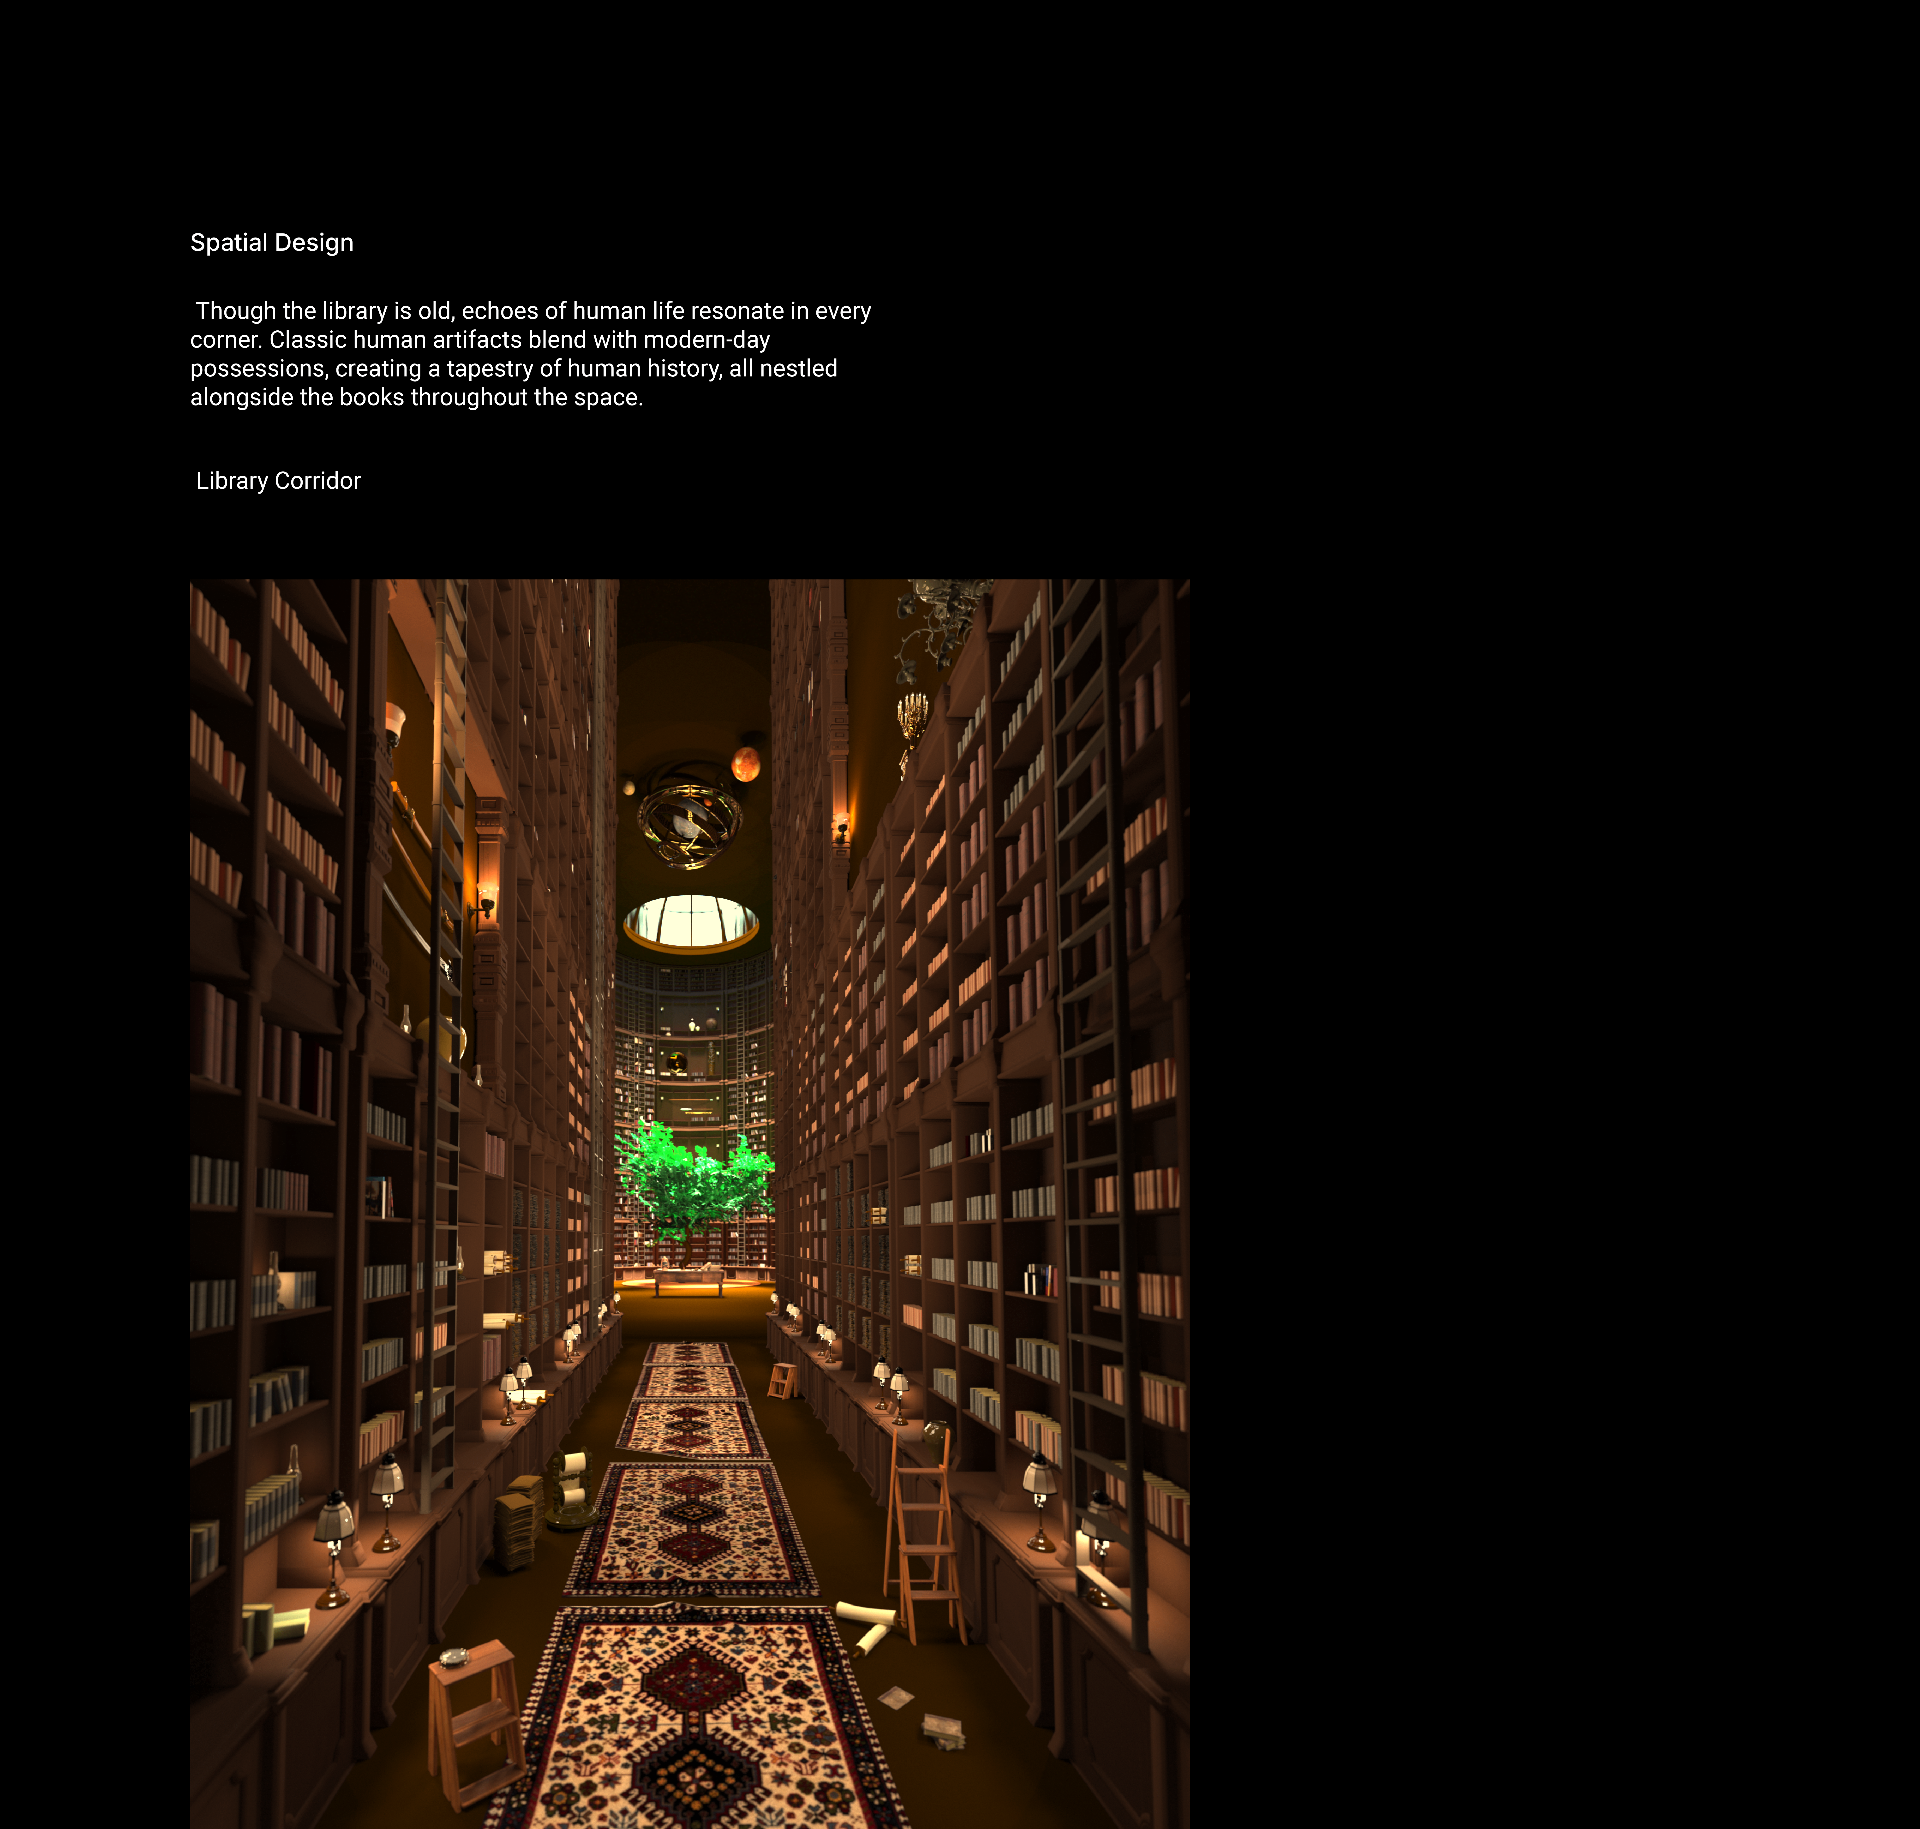 Spatial Design
Though the library is old, echoes of human life resonate in every
corner. Classic human artifacts blend with modern-day
possessions, creating a tapestry of human history, all nestled
alongside the books throughout the space.
Library Corridor